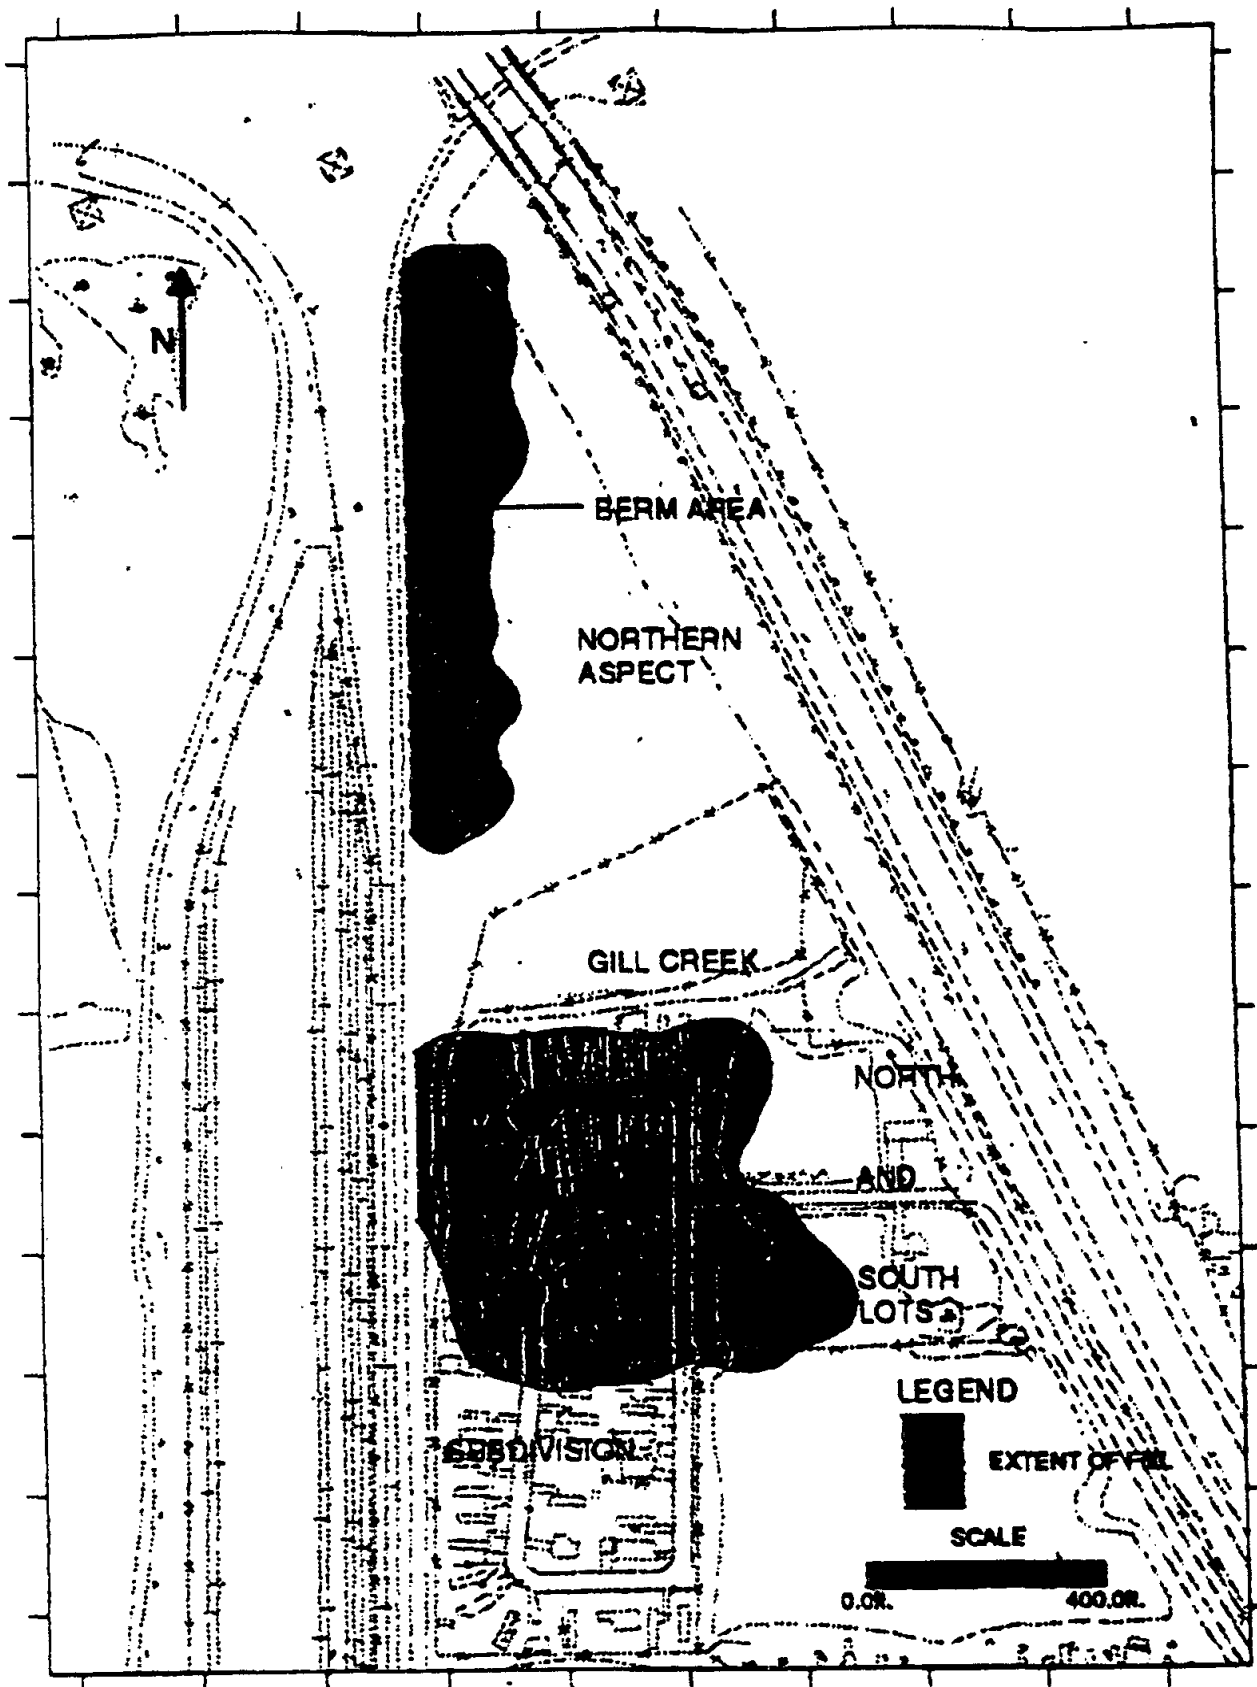 N
BERM AREA
NORTHERN
ASPECT
GILL CREEK
NORTH
AND
SOUTH
LOTS
LEGEND
SUBDIVISION
EXTENT OF FILL
SCALE
0.0ft. 400.0ft.